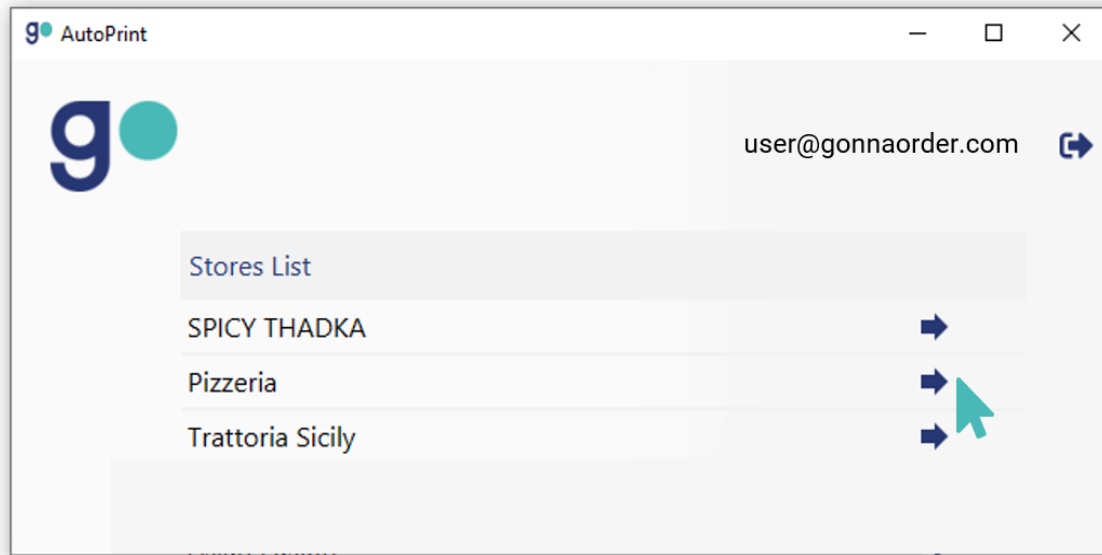 go AutoPrint
go
user@gonnaorder.com
Stores List
SPICY THADKA
Pizzeria
Trattoria Sicily